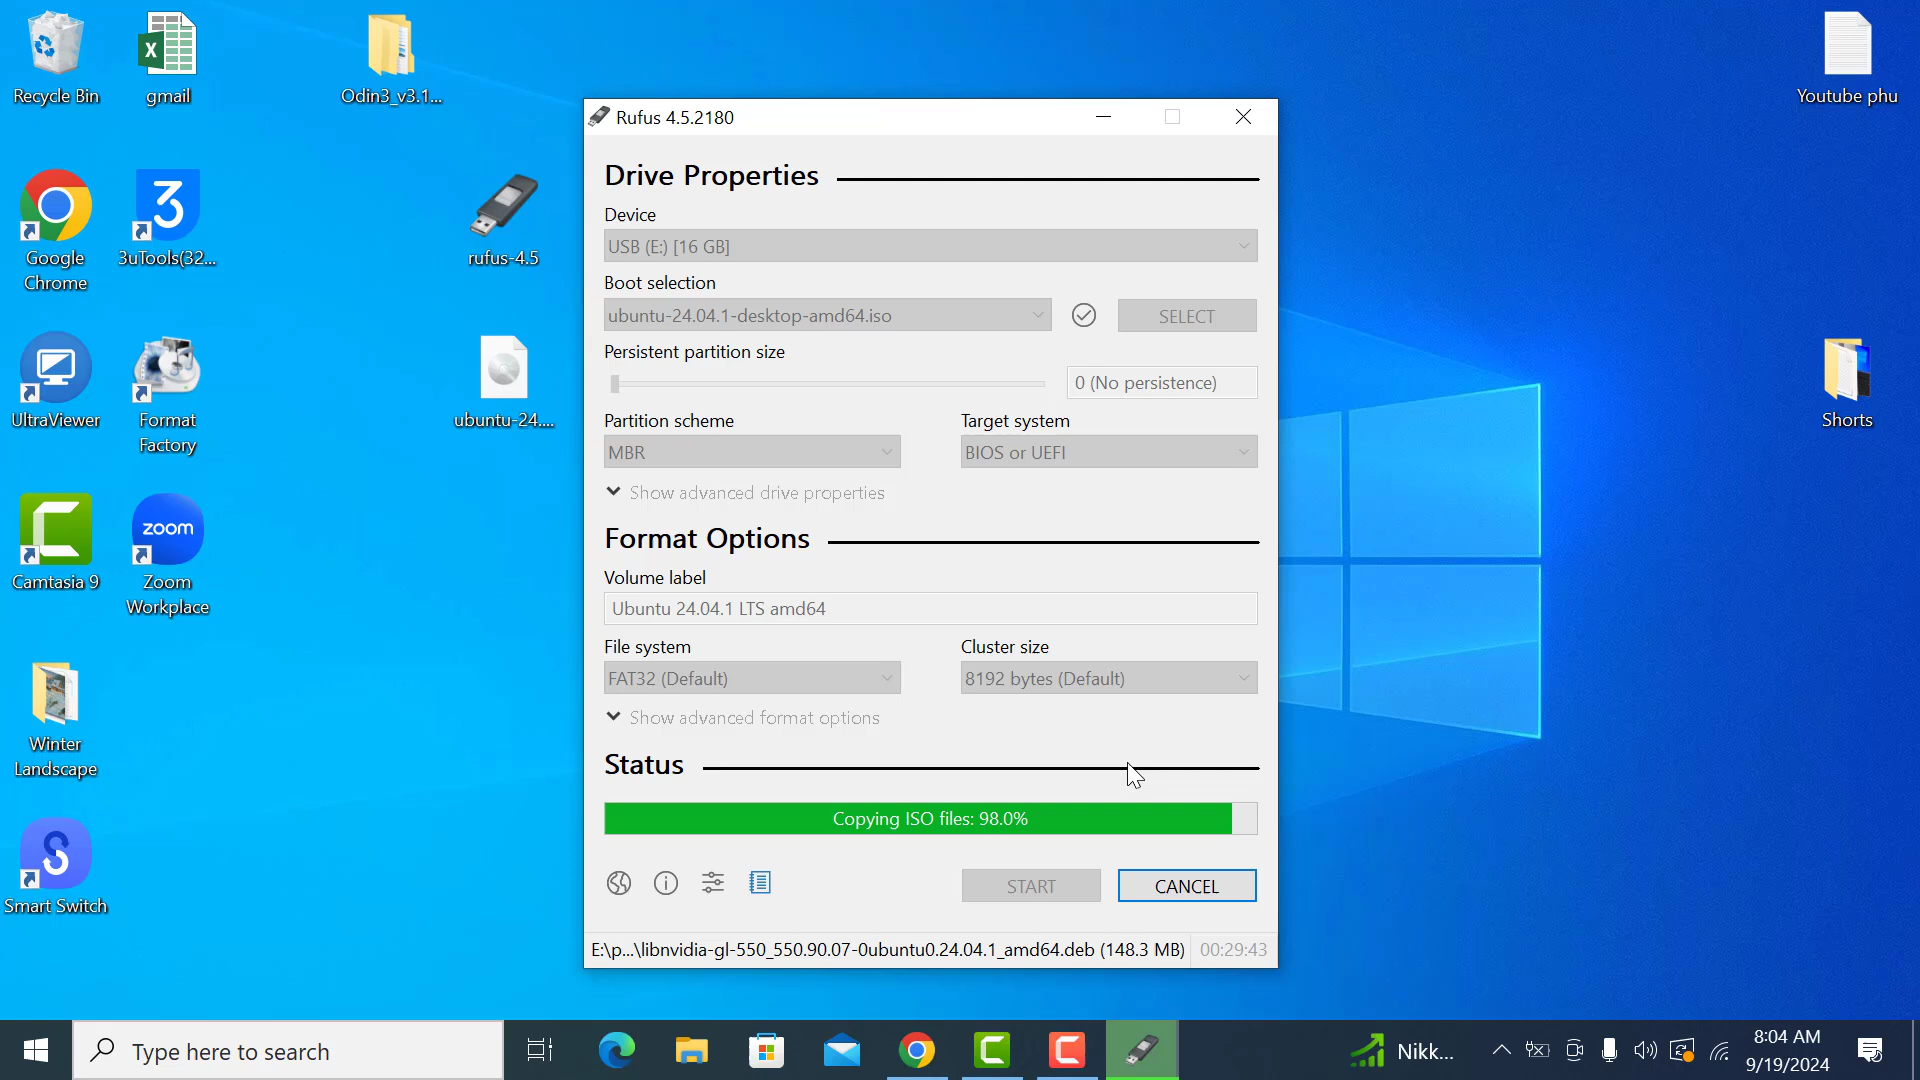 Recycle Bin
gmail
Odin3_v3.1...
Youtube phu
Google
Chrome
3uTools(32...
rufus-4.5
UltraViewer
Format
Factory
ubuntu-24....
Shorts
Camtasia 9
zoom
Zoom
Workplace
Winter
Landscape
Smart Switch
Rufus 4.5.2180
Drive Properties
Device
USB (E:) [16 GB]
Boot selection
ubuntu-24.04.1-desktop-amd64.iso
SELECT
Persistent partition size
0 (No persistence)
Partition scheme
Target system
MBR
BIOS or UEFI
Show advanced drive properties
Format Options
Volume label
Ubuntu 24.04.1 LTS amd64
File system
Cluster size
FAT32 (Default)
8192 bytes (Default)
Show advanced format options
Status
Copying ISO files: 98.0%
START
CANCEL
E:\p...\libnvidia-gl-550_550.90.07-0ubuntu0.24.04.1_amd64.deb (148.3 MB)
00:29:43
Type here to search
Nikk...
8:04 AM
9/19/2024